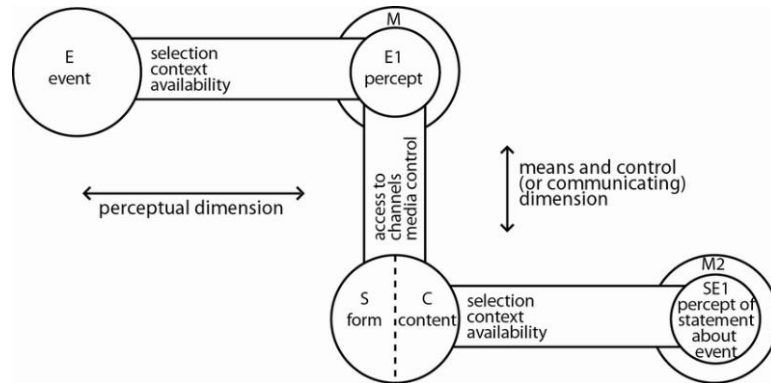 E
event
selection
context
availability
M
E1
percept
perceptual dimension
access to
channels
media control
means and control
(or communicating)
dimension
S
form
C
content
selection
context
availability
M2
SE1
percept of
statement
about
event